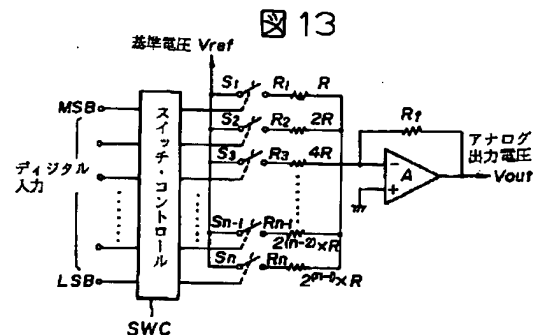 図13
基準電圧 Vref
S1 R1 R
MSB
S2 R2 2R
S3 R3 4R
Rf
アナログ
出力電圧
Vout
- A
+
ディジタル
入力
スイッチ・コントロール
Sn-1 Rn-1
2(n-2)×R
Sn Rn
2(n-1)×R
LSB
SWC